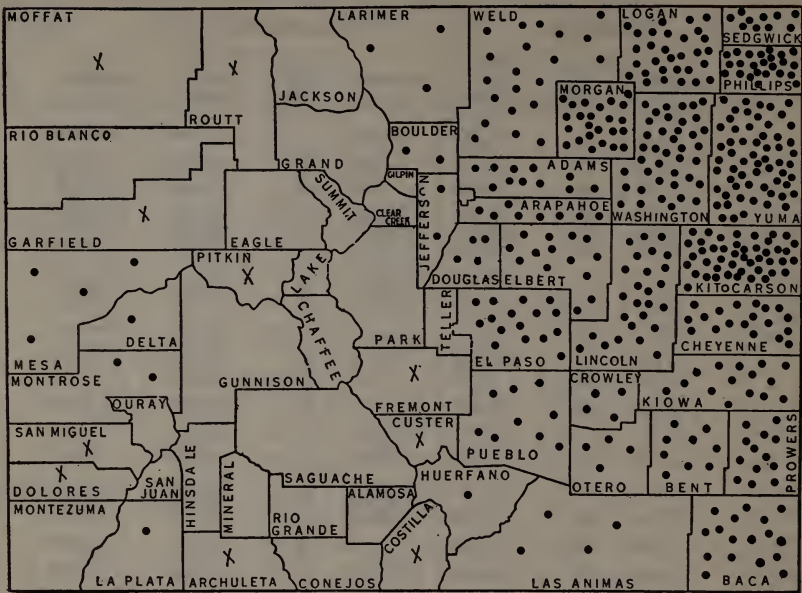 MOFFAT
LARIMER
WELD
LOGAN
SEDGWICK
PHILLIPS
ROUTT
JACKSON
MORGAN
RIO BLANCO
BOULDER
GRAND
GILPIN
ADAMS
SUMMIT
CLEAR
CREEK
JEFFERSON
ARAPAHOE
WASHINGTON
YUMA
GARFIELD
EAGLE
PITKIN
LAKE
DOUGLAS
ELBERT
KIT CARSON
TELLER
CHAFFEE
DELTA
PARK
MESA
MONTROSE
GUNNISON
EL PASO
LINCOLN
CHEYENNE
CROWLEY
KIOWA
OURAY
FREMONT
CUSTER
SAN MIGUEL
PUEBLO
PROWERS
HINSDALE
MINERAL
SAGUACHE
HUERFANO
OTERO
BENT
DOLORES
SAN
JUAN
ALAMOSA
MONTEZUMA
RIO
GRANDE
COSTILLA
LA PLATA
ARCHULETA
CONEJOS
LAS ANIMAS
BACA